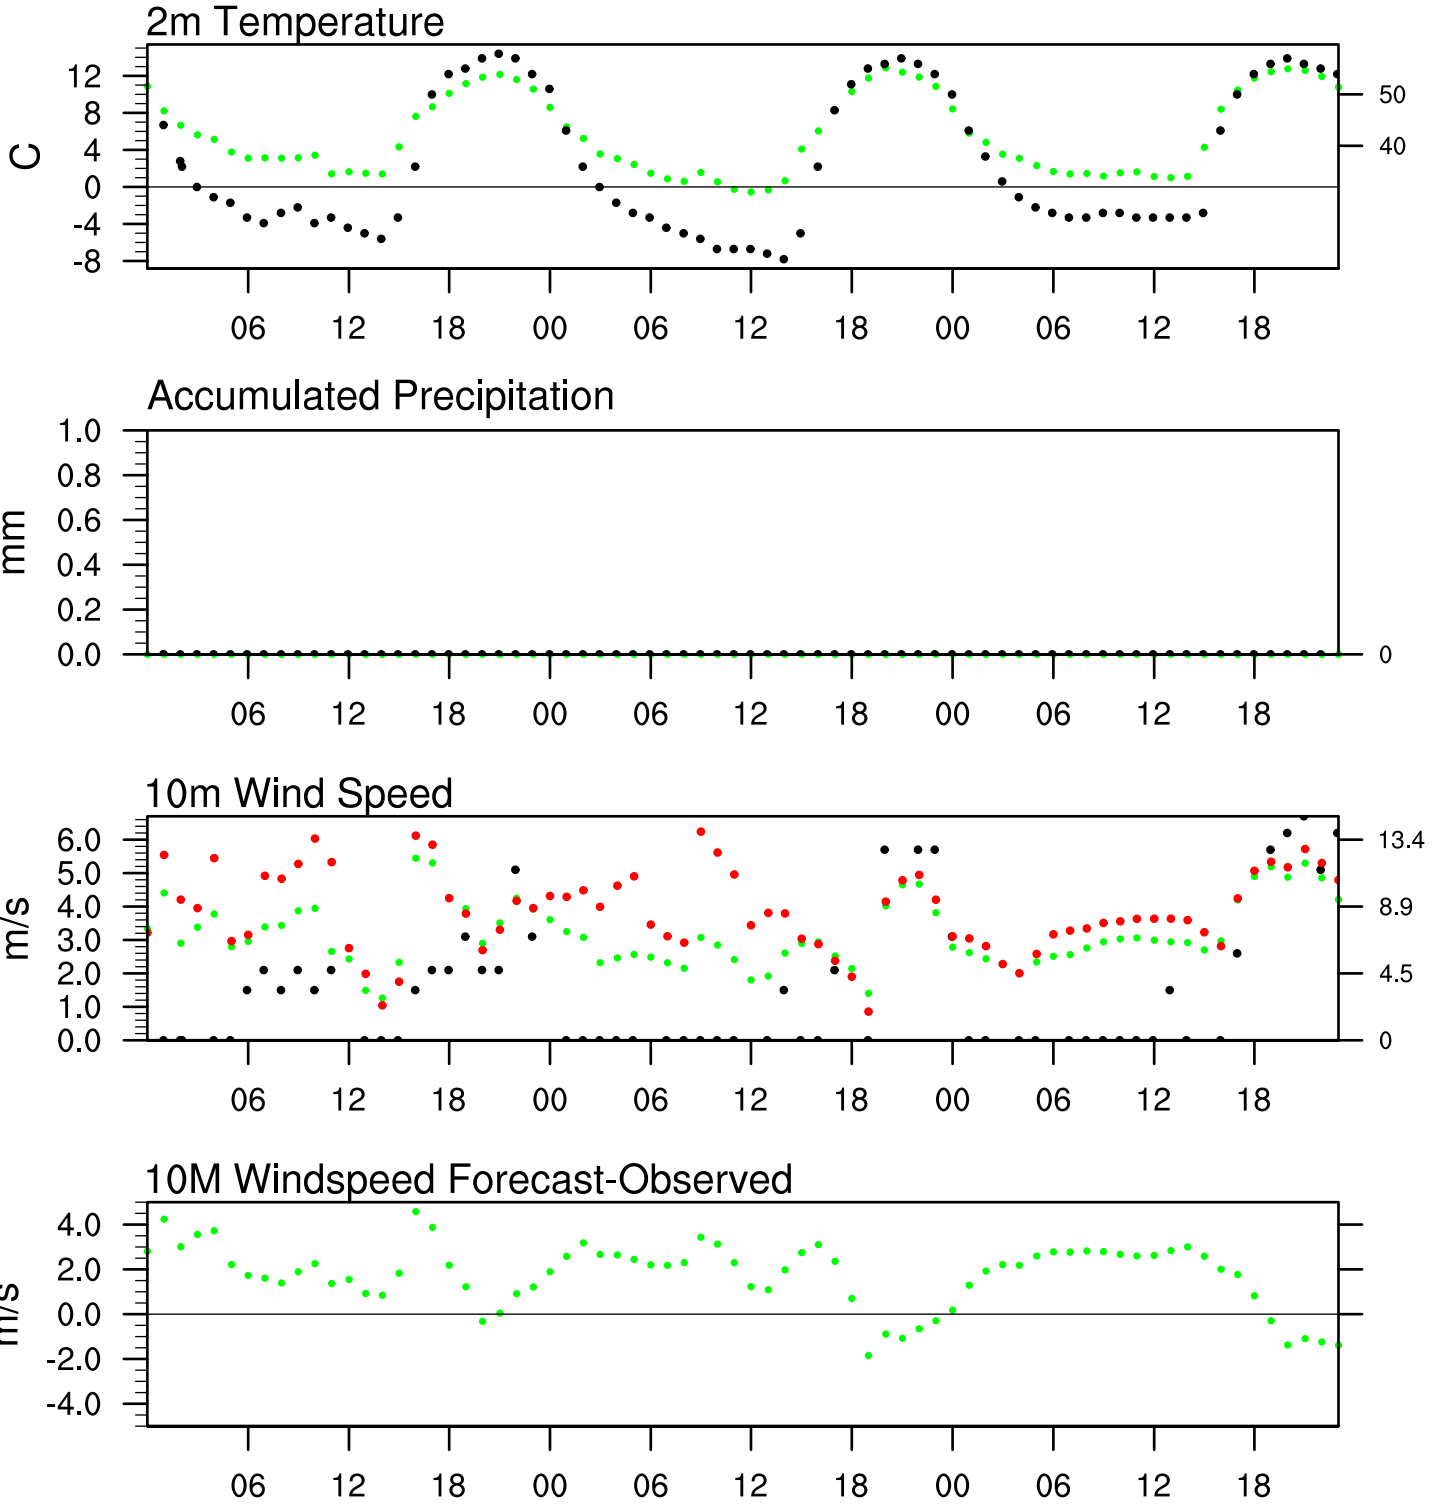 2m Temperature
12
8
4
0
-4
-8
C
50
40
06 12 18 00 06 12 18 00 06 12 18
Accumulated Precipitation
1.0
0.8
0.6
0.4
0.2
0.0
mm
0
06 12 18 00 06 12 18 00 06 12 18
10m Wind Speed
6.0
5.0
4.0
3.0
2.0
1.0
0.0
m/s
13.4
8.9
4.5
0
06 12 18 00 06 12 18 00 06 12 18
10M Windspeed Forecast-Observed
4.0
2.0
0.0
-2.0
-4.0
m/s
06 12 18 00 06 12 18 00 06 12 18